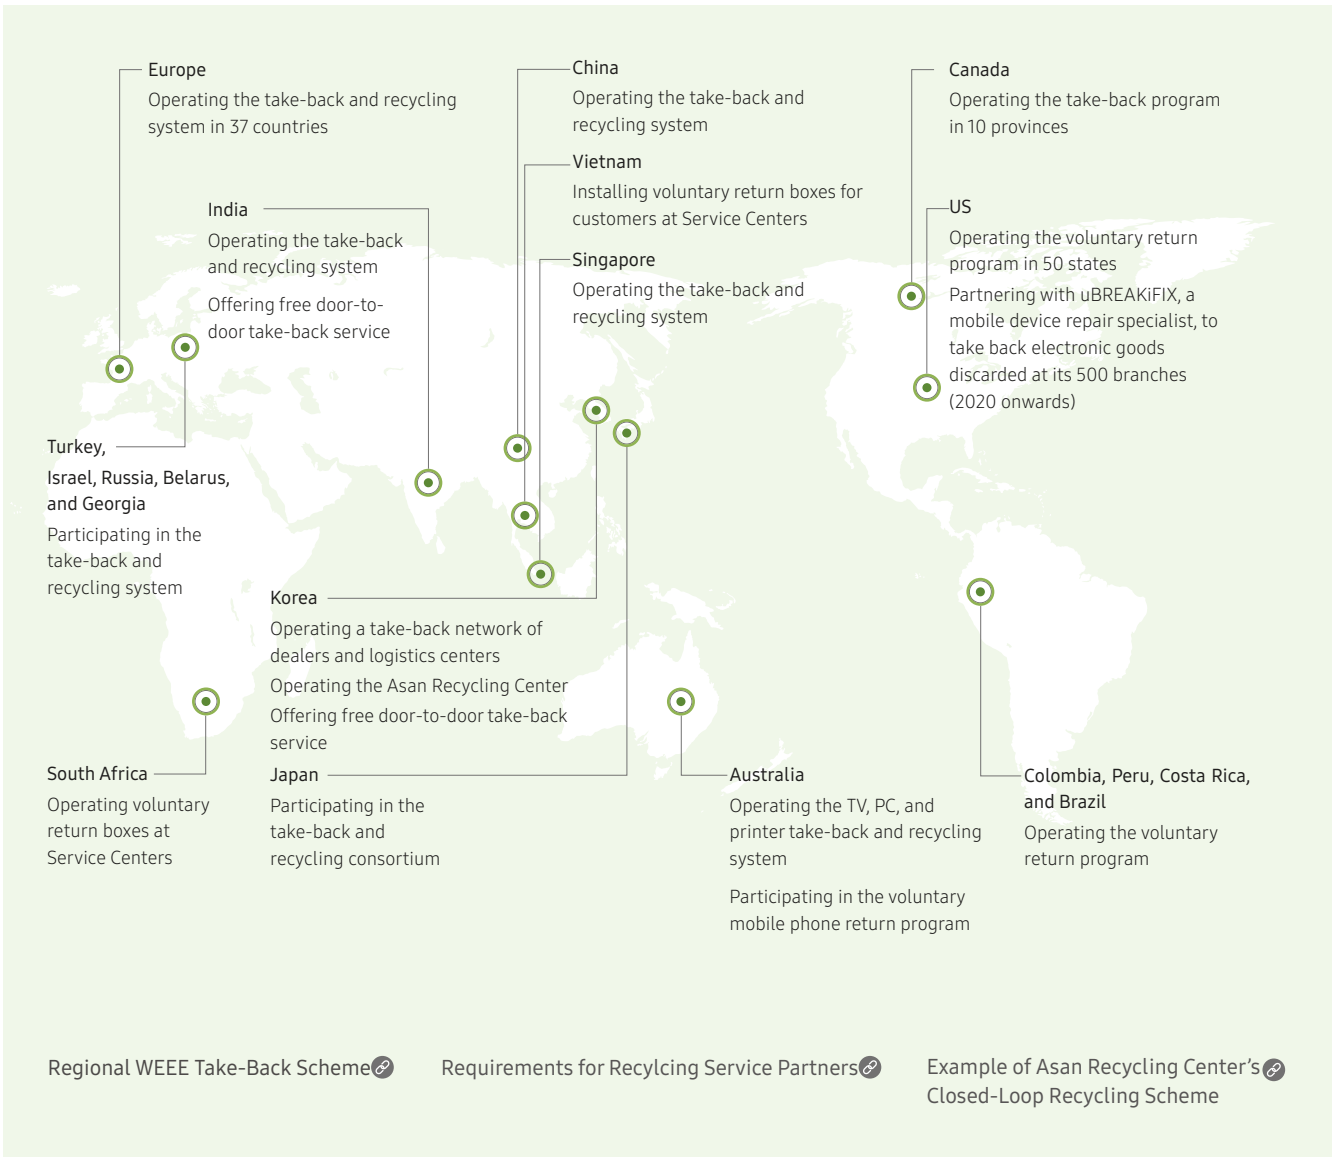 Europe
Operating the take-back and recycling
system in 37 countries
India
Operating the take-back
and recycling system
Offering free door-to-
door take-back service
Turkey,
Israel, Russia, Belarus,
and Georgia
Participating in the
take-back and
recycling system
South Africa
Operating voluntary
return boxes at
Service Centers
China
Operating the take-back and
recycling system
Vietnam
Installing voluntary return boxes for
customers at Service Centers
Singapore
Operating the take-back and
recycling system
Korea
Operating a take-back network of
dealers and logistics centers
Operating the Asan Recycling Center
Offering free door-to-door take-back
service
Japan
Participating in the
take-back and
recycling consortium
Canada
Operating the take-back program
in 10 provinces
US
Operating the voluntary return
program in 50 states
Partnering with uBREAKiFIX, a
mobile device repair specialist, to
take back electronic goods
discarded at its 500 branches
(2020 onwards)
Australia
Operating the TV, PC, and
printer take-back and recycling
system
Participating in the voluntary
mobile phone return program
Colombia, Peru, Costa Rica,
and Brazil
Operating the voluntary
return program
Regional WEEE Take-Back Scheme
Requirements for Recylcing Service Partners
Example of Asan Recycling Center's
Closed-Loop Recycling Scheme